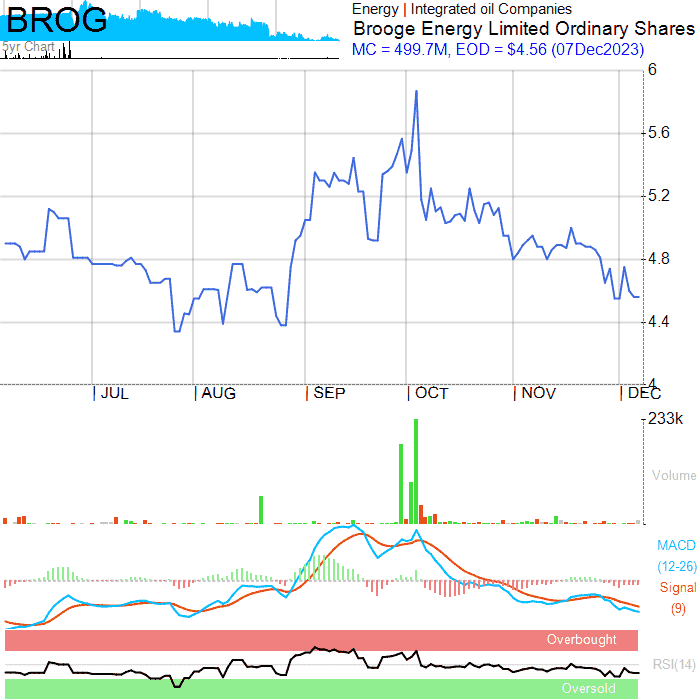 BROG
5yr Chart
Energy | Integrated oil Companies
Brooge Energy Limited Ordinary Shares
MC = 499.7M, EOD = $4.56 (07Dec2023)
6
5.6
5.2
4.8
4.4
4
JUL AUG SEP OCT NOV DEC
233k
Volume
MACD
(12-26)
Signal
(9)
Overbought
RSI(14)
Oversold